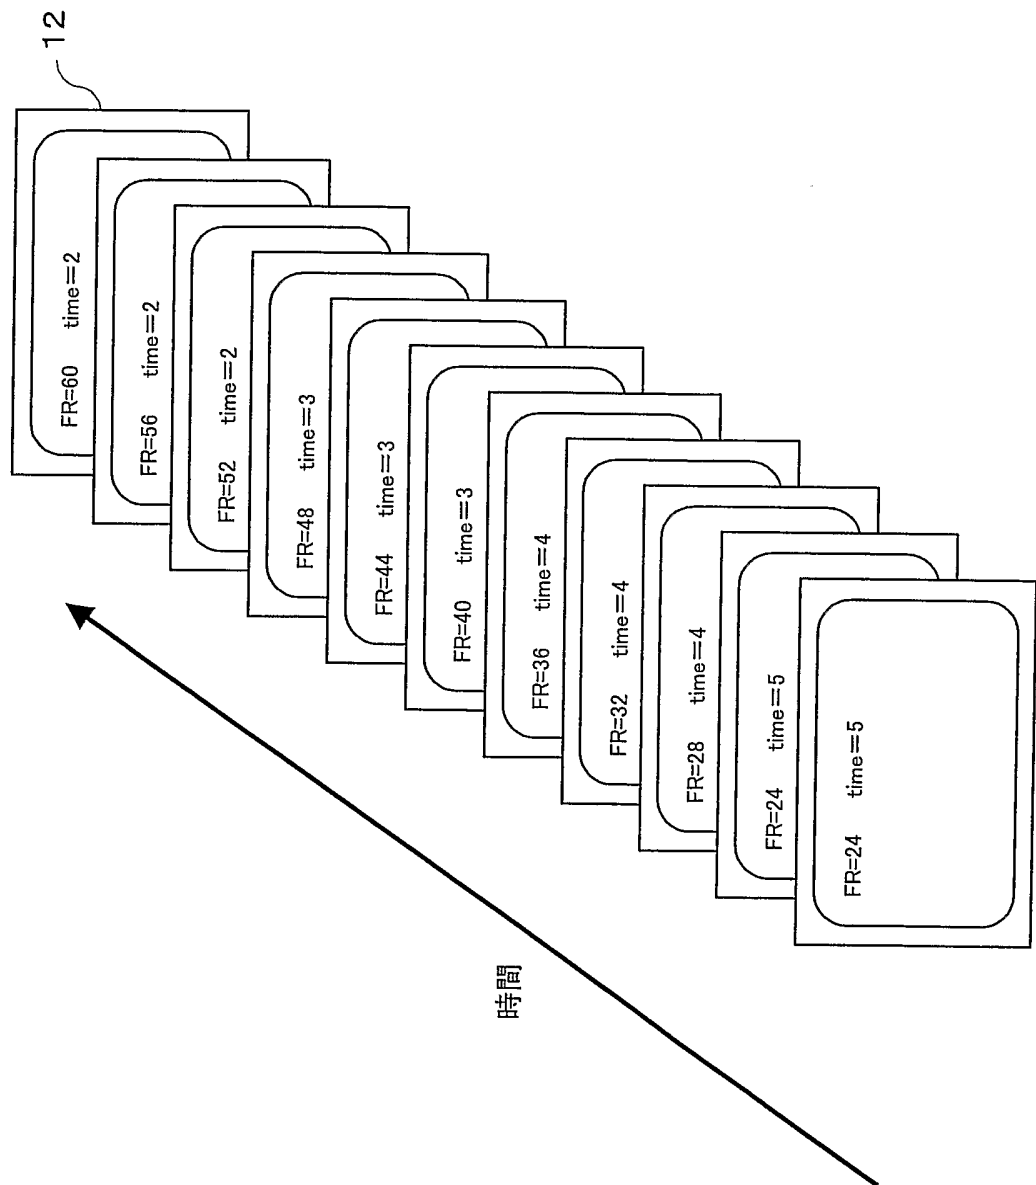 12
FR=60 time=2
FR=56 time=2
FR=52 time=2
FR=48 time=3
FR=44 time=3
FR=40 time=3
FR=36 time=4
FR=32 time=4
FR=28 time=4
FR=24 time=5
FR=24 time=5
時間